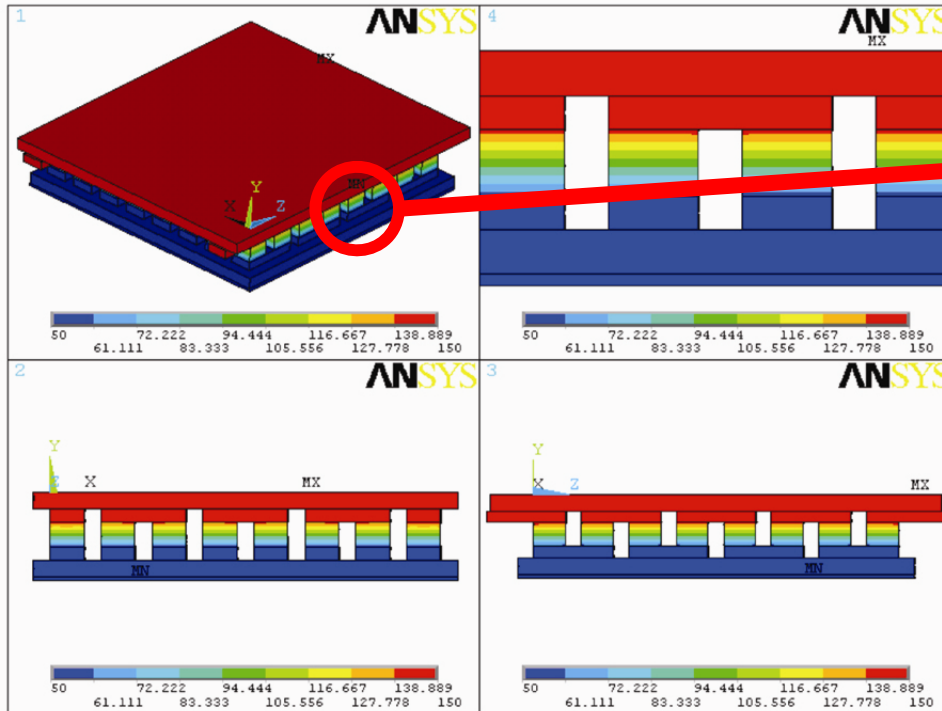 1
ANSYS
MX
MN
Y
X
Z
50 72.222 94.444 116.667 138.889
61.111 83.333 105.556 127.778 150
4
ANSYS
MX
50 72.222 94.444 116.667 138.889
61.111 83.333 105.556 127.778 150
2
ANSYS
Y
Z X MX
MN
50 72.222 94.444 116.667 138.889
61.111 83.333 105.556 127.778 150
3
ANSYS
Y
X Z MX
MN
50 72.222 94.444 116.667 138.889
61.111 83.333 105.556 127.778 150